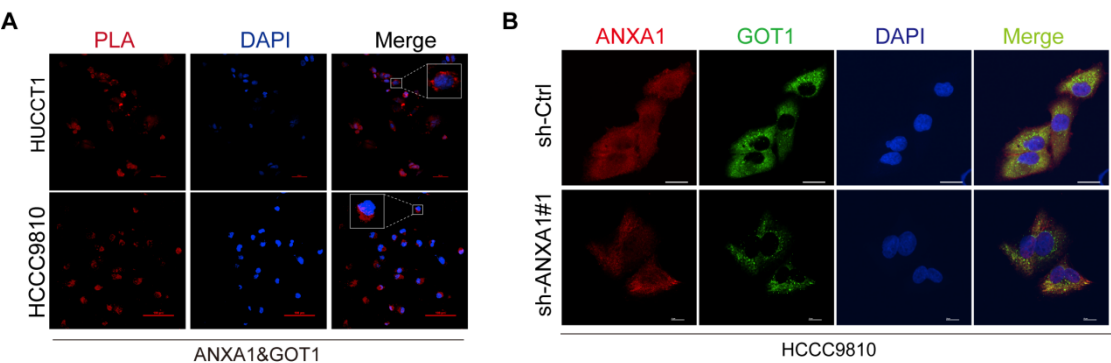 A
B
PLA DAPI Merge
ANXA1 GOT1 DAPI Merge
HUCCT1
sh-Ctrl
HCCC9810
sh-ANXA1#1
ANXA1&GOT1
HCCC9810